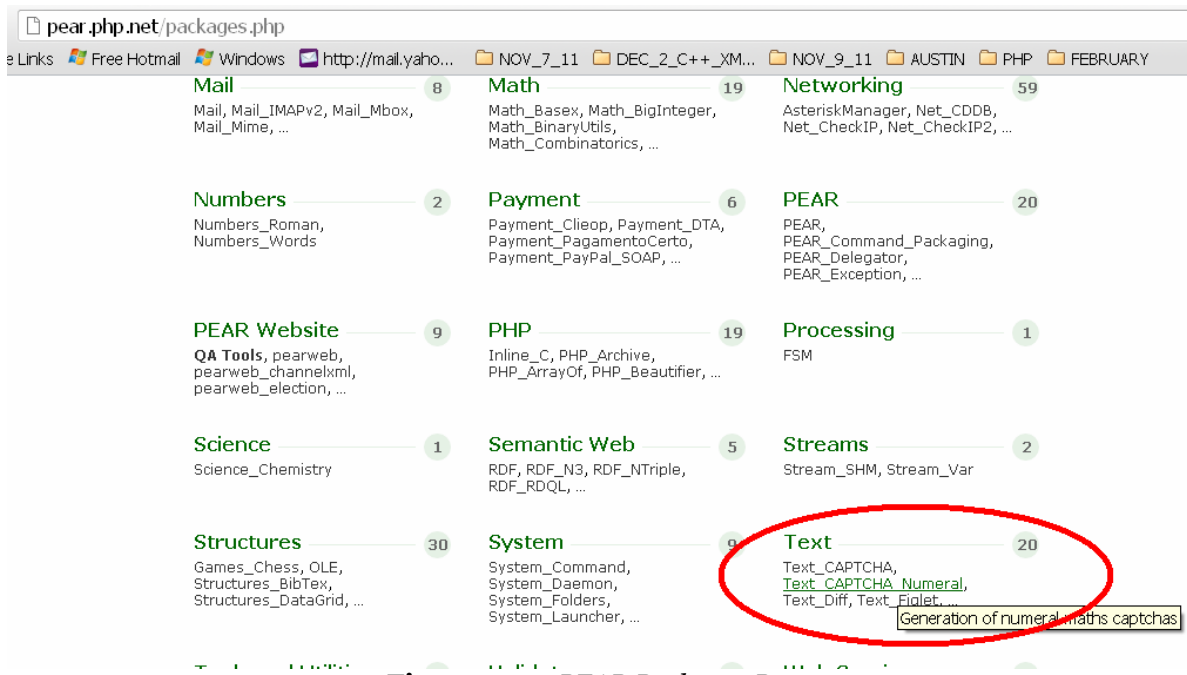 pear.php.net/packages.php
e Links Free Hotmail Windows http://mail.yaho... NOV_7_11 DEC_2_C++_XM... NOV_9_11 AUSTIN PHP FEBRUARY
Mail 8
Mail, Mail_IMAPv2, Mail_Mbox,
Mail_Mime, ...
Math 19
Math_Basex, Math_BigInteger,
Math_BinaryUtils,
Math_Combinatorics, ...
Networking 59
AsteriskManager, Net_CDDB,
Net_CheckIP, Net_CheckIP2, ...
Numbers 2
Numbers_Roman,
Numbers_Words
Payment 6
Payment_Clieop, Payment_DTA,
Payment_PagamentoCerto,
Payment_PayPal_SOAP, ...
PEAR 20
PEAR,
PEAR_Command_Packaging,
PEAR_Delegator,
PEAR_Exception, ...
PEAR Website 9
QA Tools, pearweb,
pearweb_channelxml,
pearweb_election, ...
PHP 19
Inline_C, PHP_Archive,
PHP_ArrayOf, PHP_Beautifier, ...
Processing 1
FSM
Science 1
Science_Chemistry
Semantic Web 5
RDF, RDF_N3, RDF_NTriple,
RDF_RDQL, ...
Streams 2
Stream_SHM, Stream_Var
Structures 30
Games_Chess, OLE,
Structures_BibTex,
Structures_DataGrid, ...
System 9
System_Command,
System_Daemon,
System_Folders,
System_Launcher, ...
Text 20
Text_CAPTCHA,
Text_CAPTCHA_Numeral,
Text_Diff, Text_Figlet, ...
Generation of numeral maths captchas